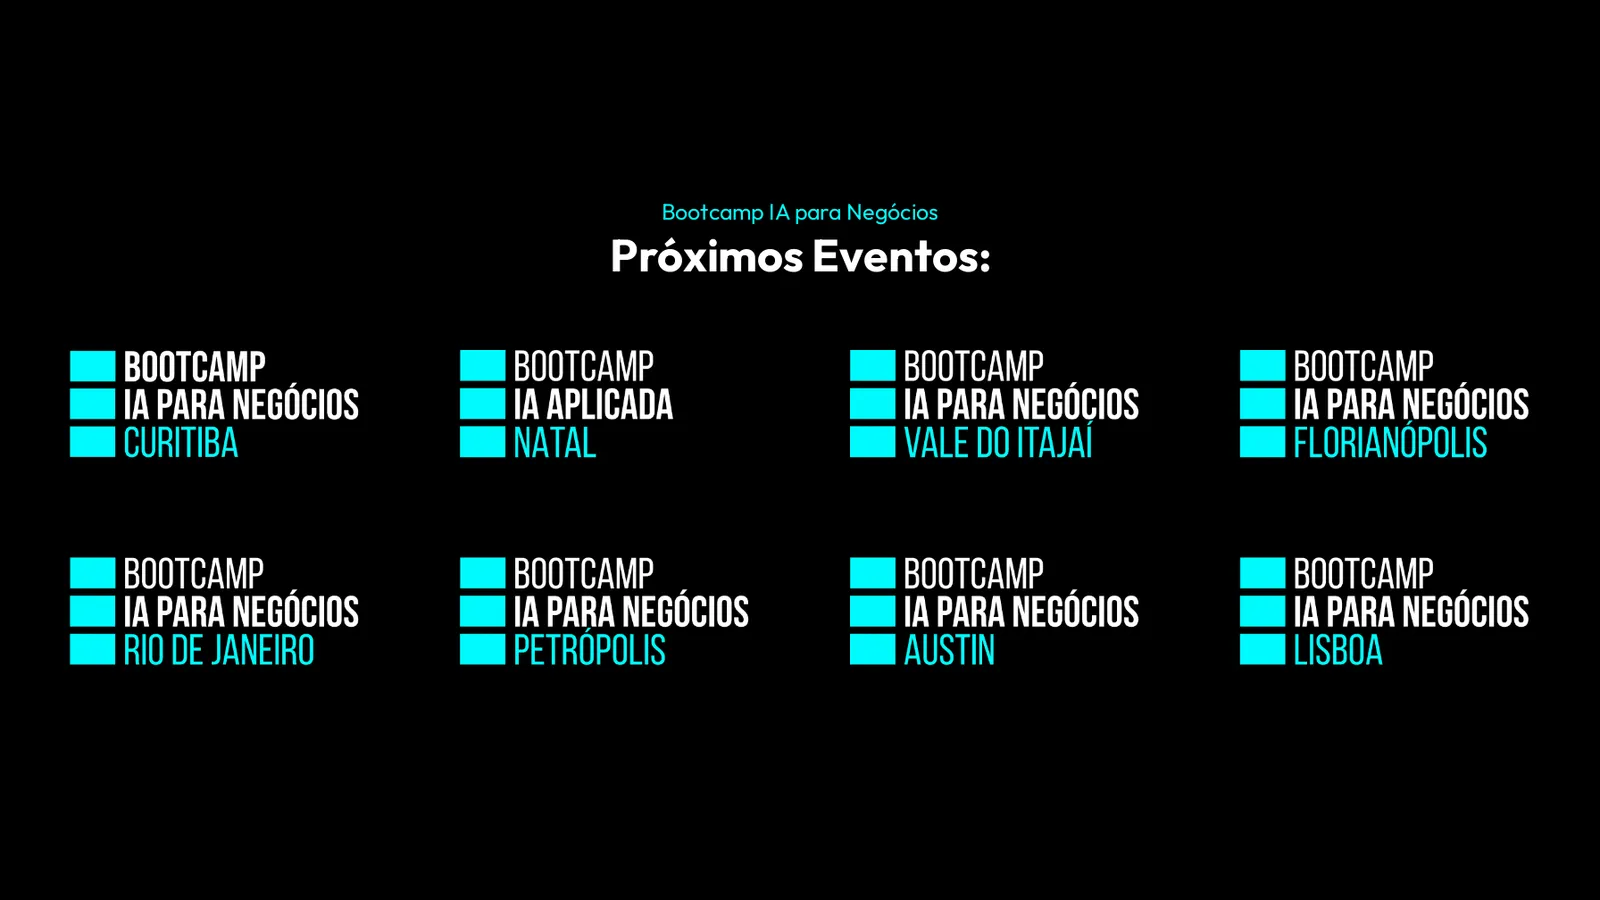 Bootcamp IA para Negócios
Próximos Eventos:
BOOTCAMP
IA PARA NEGÓCIOS
CURITIBA
BOOTCAMP
IA APLICADA
NATAL
BOOTCAMP
IA PARA NEGÓCIOS
VALE DO ITAJAÍ
BOOTCAMP
IA PARA NEGÓCIOS
FLORIANÓPOLIS
BOOTCAMP
IA PARA NEGÓCIOS
RIO DE JANEIRO
BOOTCAMP
IA PARA NEGÓCIOS
PETRÓPOLIS
BOOTCAMP
IA PARA NEGÓCIOS
AUSTIN
BOOTCAMP
IA PARA NEGÓCIOS
LISBOA